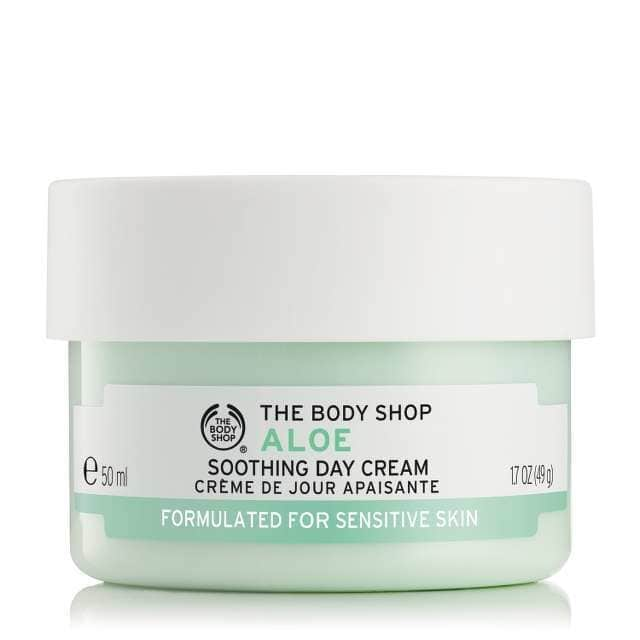 THE
BODY
SHOP
®
THE BODY SHOP
ALOE
SOOTHING DAY CREAM
CRÈME DE JOUR APAISANTE
℮ 50 ml
1.7 OZ (49 g)
FORMULATED FOR SENSITIVE SKIN